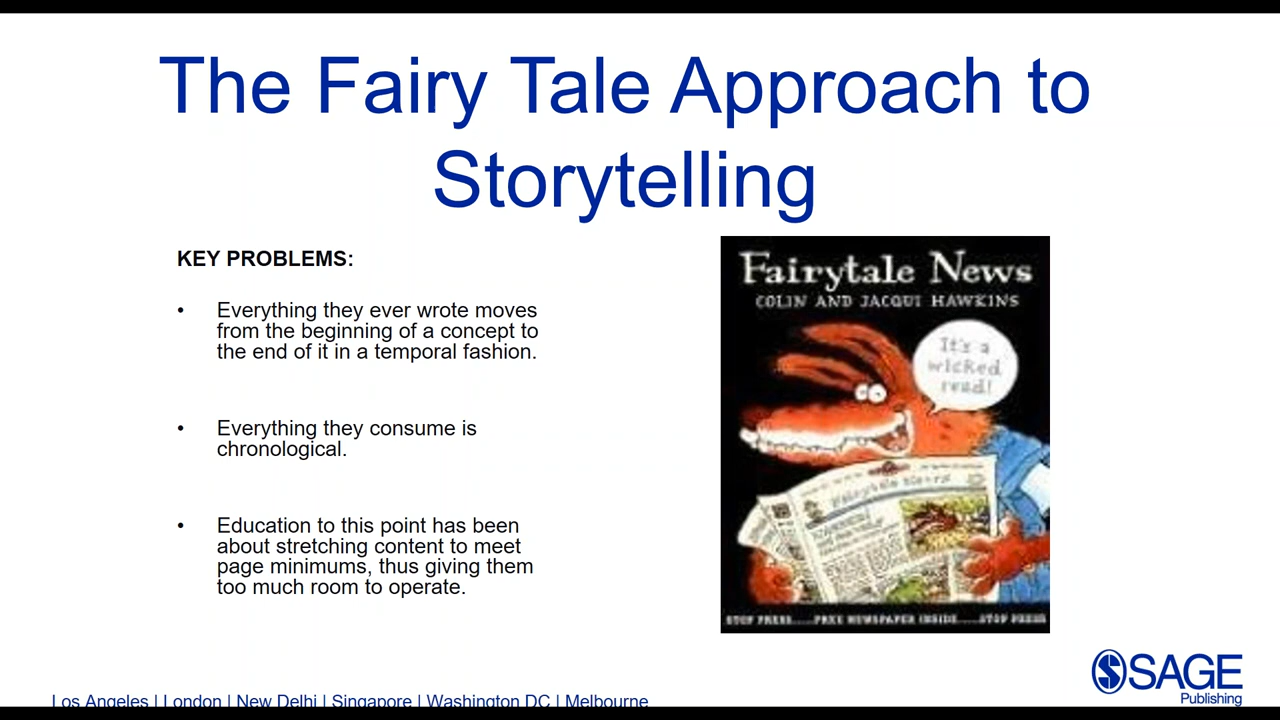 The Fairy Tale Approach to
Storytelling
KEY PROBLEMS:
• Everything they ever wrote moves
from the beginning of a concept to
the end of it in a temporal fashion.
• Everything they consume is
chronological.
• Education to this point has been
about stretching content to meet
page minimums, thus giving them
too much room to operate.
Fairytale News
COLIN AND JACQUI HAWKINS
It's a
wicked
read!
Fairytale News
STOP PRESS.....FREE NEWSPAPER INSIDE.....STOP PRESS
SAGE
Publishing
Los Angeles | London | New Delhi | Singapore | Washington DC | Melbourne